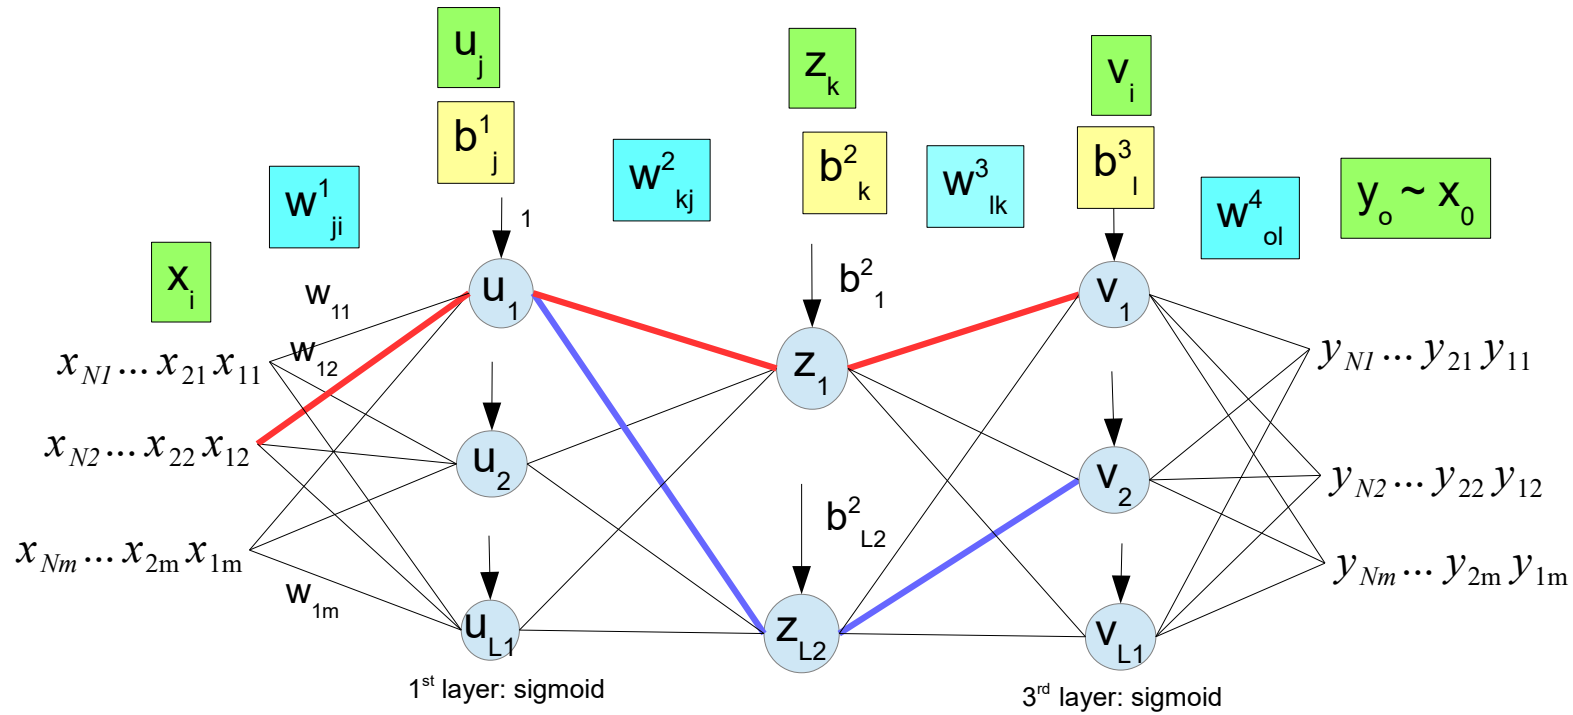 u_j
z_k
v_i
b^1_j
b^2_k
b^3_l
w^1_ji
w^2_kj
w^3_lk
w^4_ol
y_o ~ x_0
x_i
1
w_11
w_12
w_1m
b^2_1
b^2_L2
x_N1 ... x_21 x_11
x_N2 ... x_22 x_12
x_Nm ... x_2m x_1m
u_1
u_2
u_L1
z_1
z_L2
v_1
v_2
v_L1
y_N1 ... y_21 y_11
y_N2 ... y_22 y_12
y_Nm ... y_2m y_1m
1st layer: sigmoid
3rd layer: sigmoid